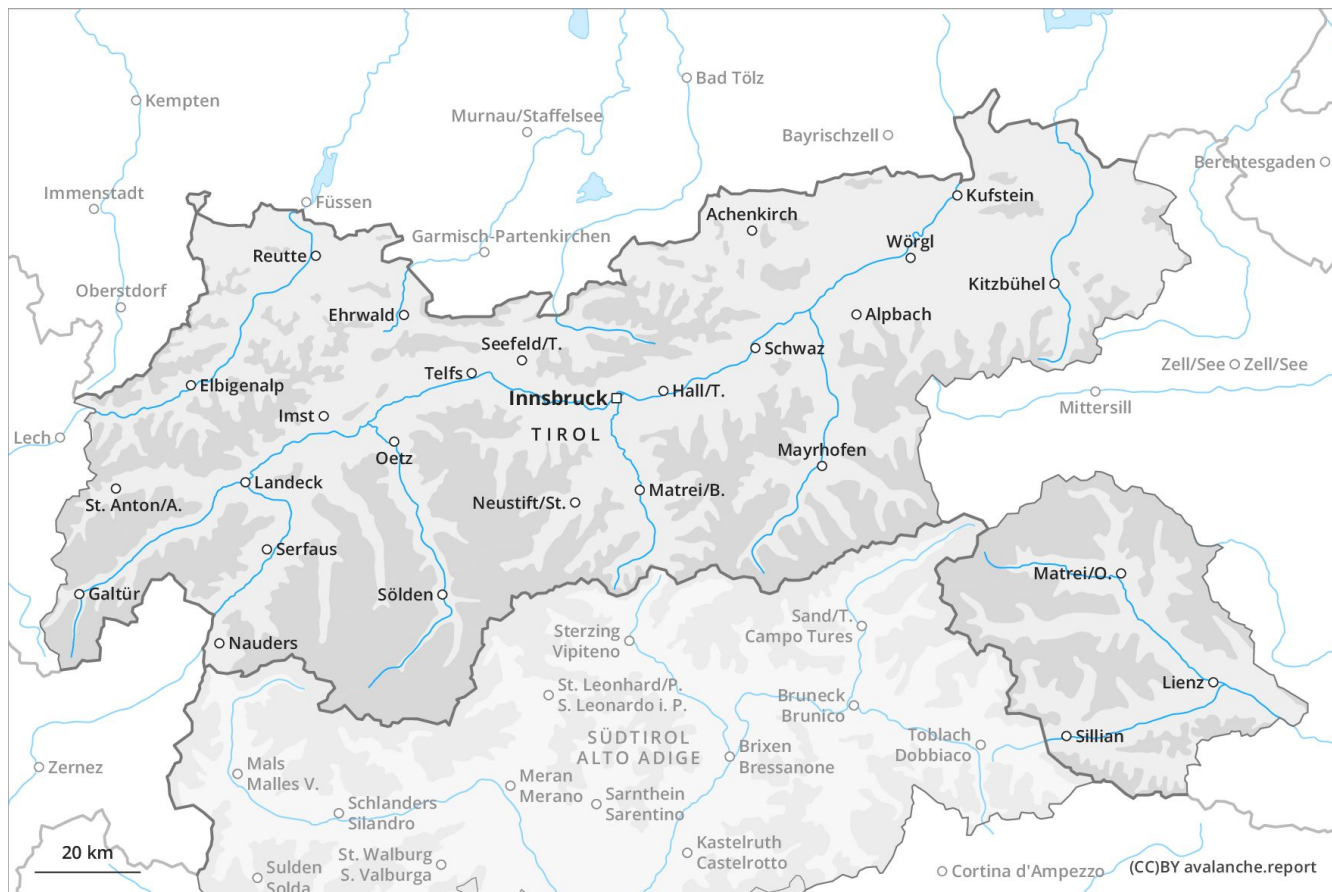 Bad Tölz
Kempten
Murnau/Staffelsee
Bayrischzell
Berchtesgaden
Immenstadt
Füssen
Kufstein
Achenkirch
Garmisch-Partenkirchen
Wörgl
Reutte
Kitzbühel
Oberstdorf
Ehrwald
Alpbach
Seefeld/T.
Schwaz
Zell/See
Zell/See
Telfs
Elbigenalp
Hall/T.
Innsbruck
Mittersill
Imst
TIROL
Lech
Oetz
Mayrhofen
Landeck
Matrei/B.
St. Anton/A.
Neustift/St.
Serfaus
Matrei/O.
Galtür
Sölden
Sand/T.
Campo Tures
Sterzing
Vipiteno
Nauders
Lienz
St. Leonhard/P.
S. Leonardo i. P.
Bruneck
Brunico
SÜDTIROL
ALTO ADIGE
Sillian
Toblach
Dobbiaco
Brixen
Bressanone
Zernez
Mals
Malles V.
Meran
Merano
Sarnthein
Sarentino
Schlanders
Silandro
Kastelruth
Castelrotto
20 km
St. Walburg
S. Valburga
Sulden
Solda
Cortina d'Ampezzo
(CC)BY avalanche.report